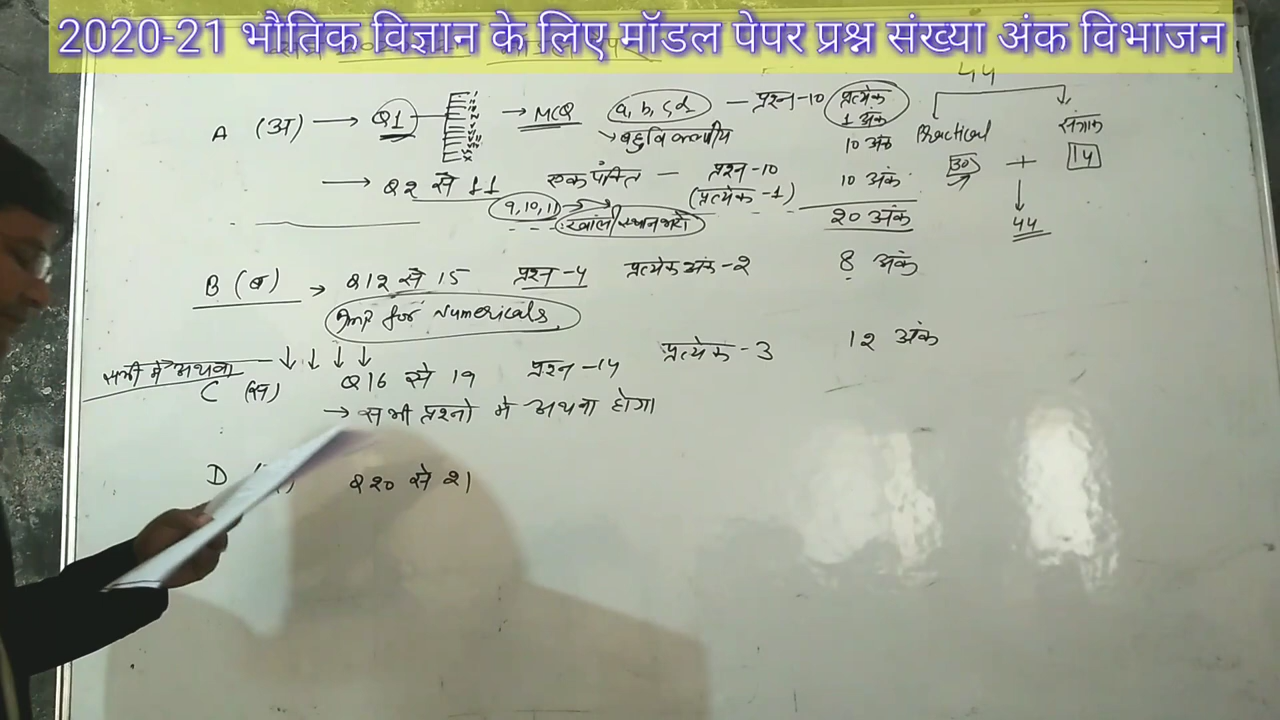 2020-21 भौतिक विज्ञान के लिए मॉडल पेपर प्रश्न संख्या अंक विभाजन
44
A (अ) → Q1 → MCQ a, b, c, d - प्रश्न-10 प्रत्येक 1 अंक
→ बहुविकल्पीय 10 अंक
Practical सत्रांक
30 + 14
44
→ Q2 से 11 एक पंक्ति - प्रश्न-10 10 अंक
(प्रत्येक -1)
9, 10, 11 → खाली स्थान भरो 20 अंक
B (ब) → Q12 से 15 प्रश्न-4 प्रत्येक अंक-2 8 अंक
Imp for Numericals
सभी में अथवा
C (स) Q16 से 19 प्रश्न-14 प्रत्येक-3 12 अंक
→ सभी प्रश्नो मे अथवा होगा
D Q20 से 21